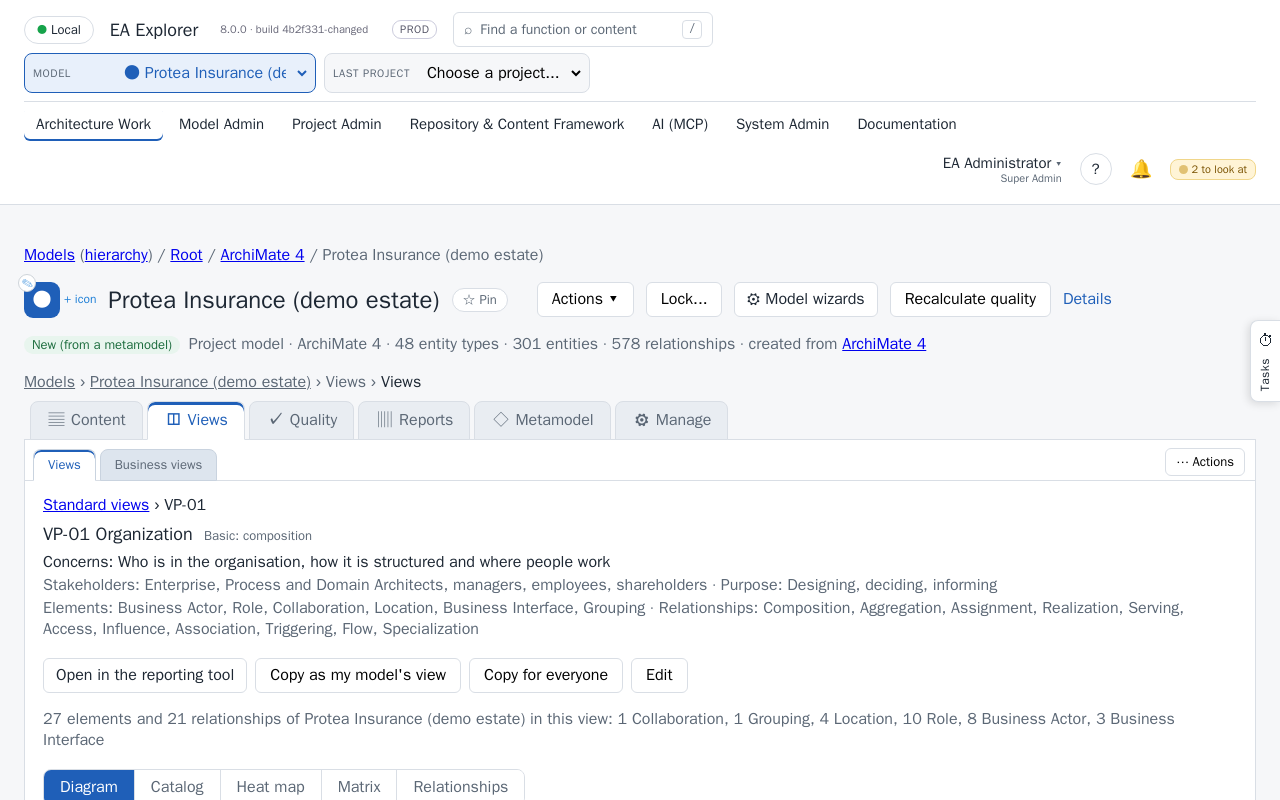 Local EA Explorer 8.0.0 · build 4b2f331-changed PROD Find a function or content /
MODEL Protea Insurance (de LAST PROJECT Choose a project...
Architecture Work Model Admin Project Admin Repository & Content Framework AI (MCP) System Admin Documentation
EA Administrator ▾ ? 2 to look at
Super Admin
Models (hierarchy) / Root / ArchiMate 4 / Protea Insurance (demo estate)
+ icon Protea Insurance (demo estate) ☆ Pin Actions ▾ Lock... ⚙ Model wizards Recalculate quality Details
New (from a metamodel) Project model · ArchiMate 4 · 48 entity types · 301 entities · 578 relationships · created from ArchiMate 4
Tasks
Models › Protea Insurance (demo estate) › Views › Views
Content Views ✓ Quality Reports Metamodel Manage
Views Business views ··· Actions
Standard views › VP-01
VP-01 Organization Basic: composition
Concerns: Who is in the organisation, how it is structured and where people work
Stakeholders: Enterprise, Process and Domain Architects, managers, employees, shareholders · Purpose: Designing, deciding, informing
Elements: Business Actor, Role, Collaboration, Location, Business Interface, Grouping · Relationships: Composition, Aggregation, Assignment, Realization, Serving,
Access, Influence, Association, Triggering, Flow, Specialization
Open in the reporting tool Copy as my model's view Copy for everyone Edit
27 elements and 21 relationships of Protea Insurance (demo estate) in this view: 1 Collaboration, 1 Grouping, 4 Location, 10 Role, 8 Business Actor, 3 Business
Interface
Diagram Catalog Heat map Matrix Relationships